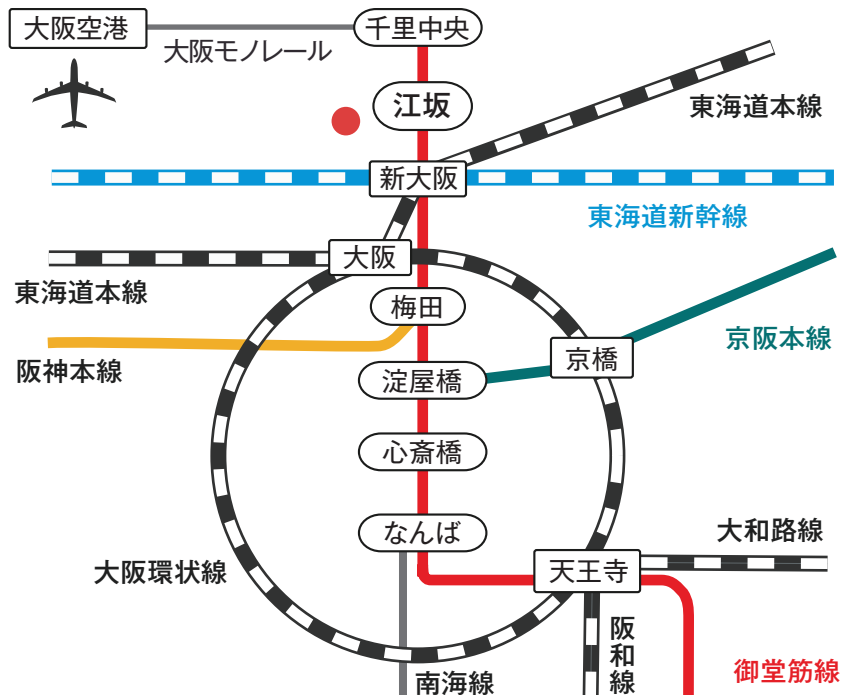 大阪空港
千里中央
大阪モノレール
江坂
東海道本線
新大阪
東海道新幹線
大阪
東海道本線
梅田
京阪本線
阪神本線
京橋
淀屋橋
心斎橋
なんば
大和路線
大阪環状線
天王寺
阪和線
御堂筋線
南海線